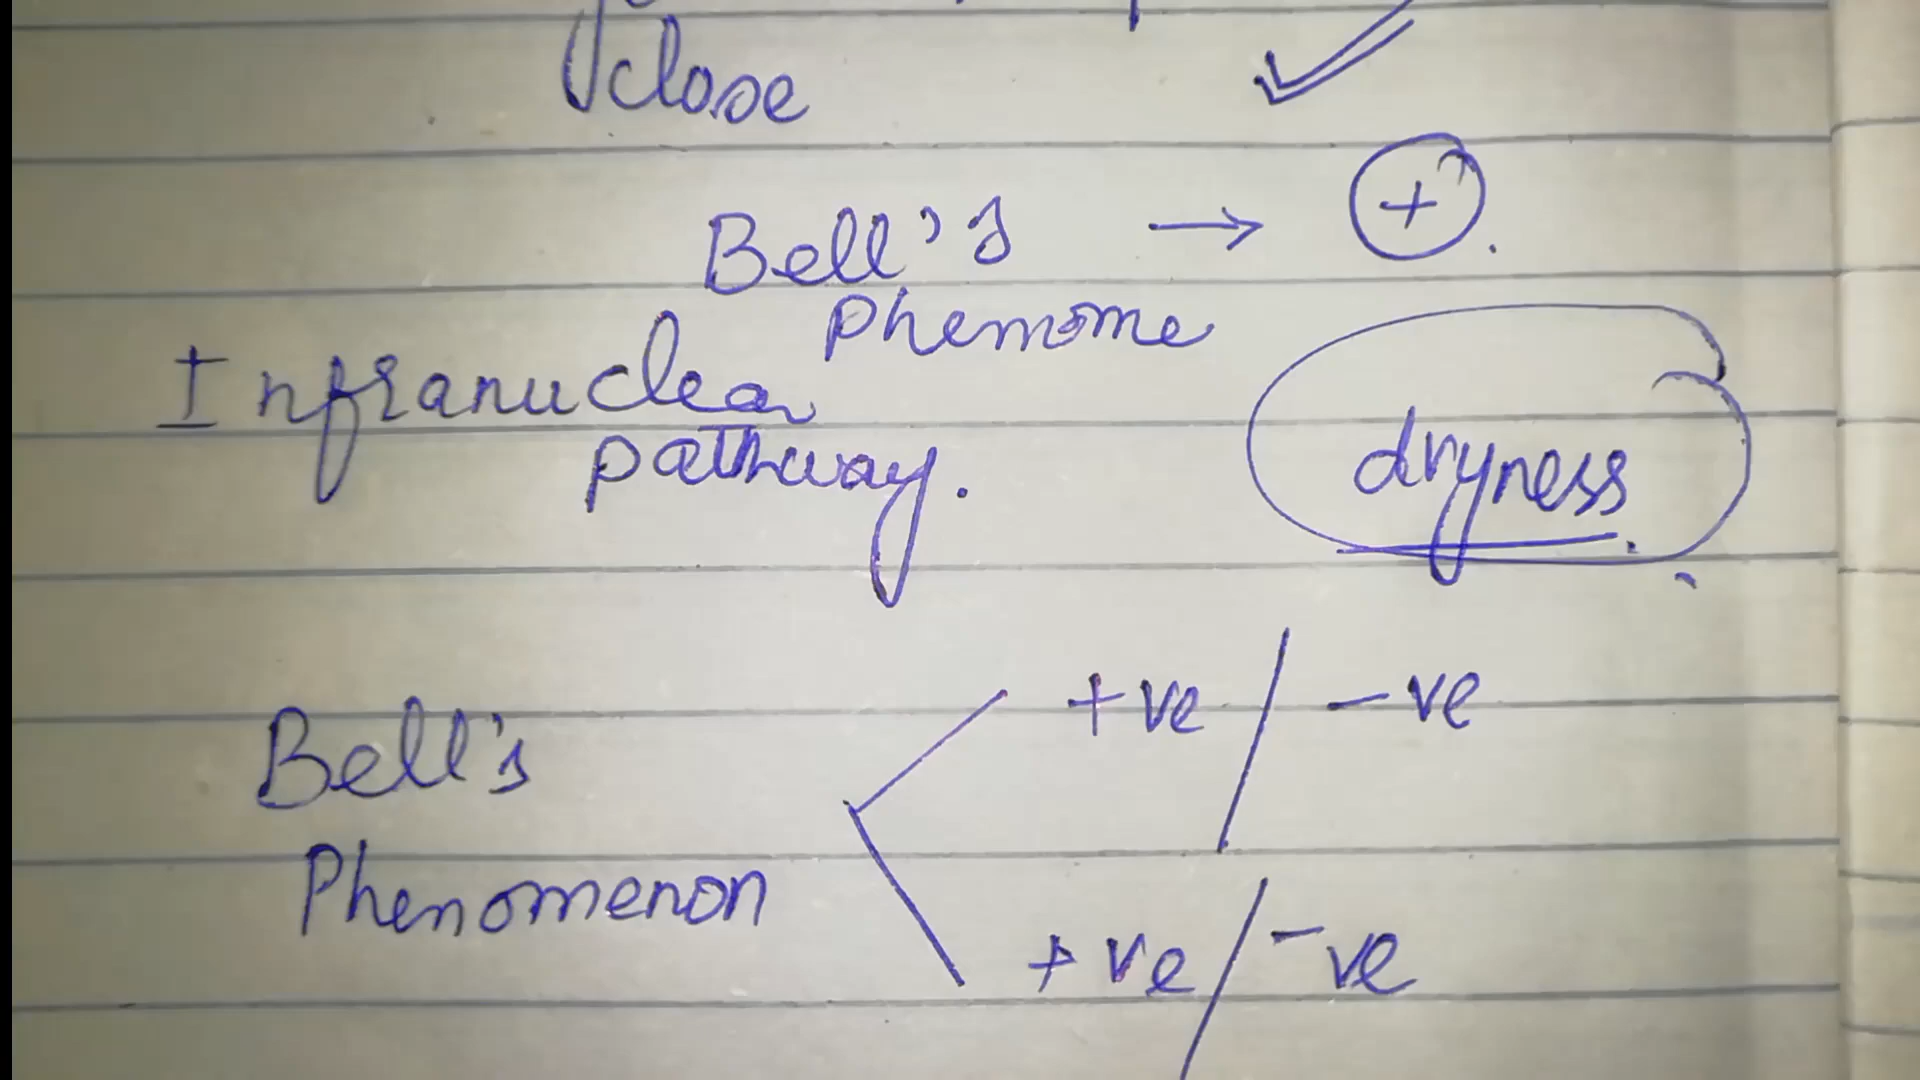 close
Bell's → +
Phenome
Infranuclear
pathway.
dryness.
Bell's
Phenomenon
+ve / -ve
+ve / -ve